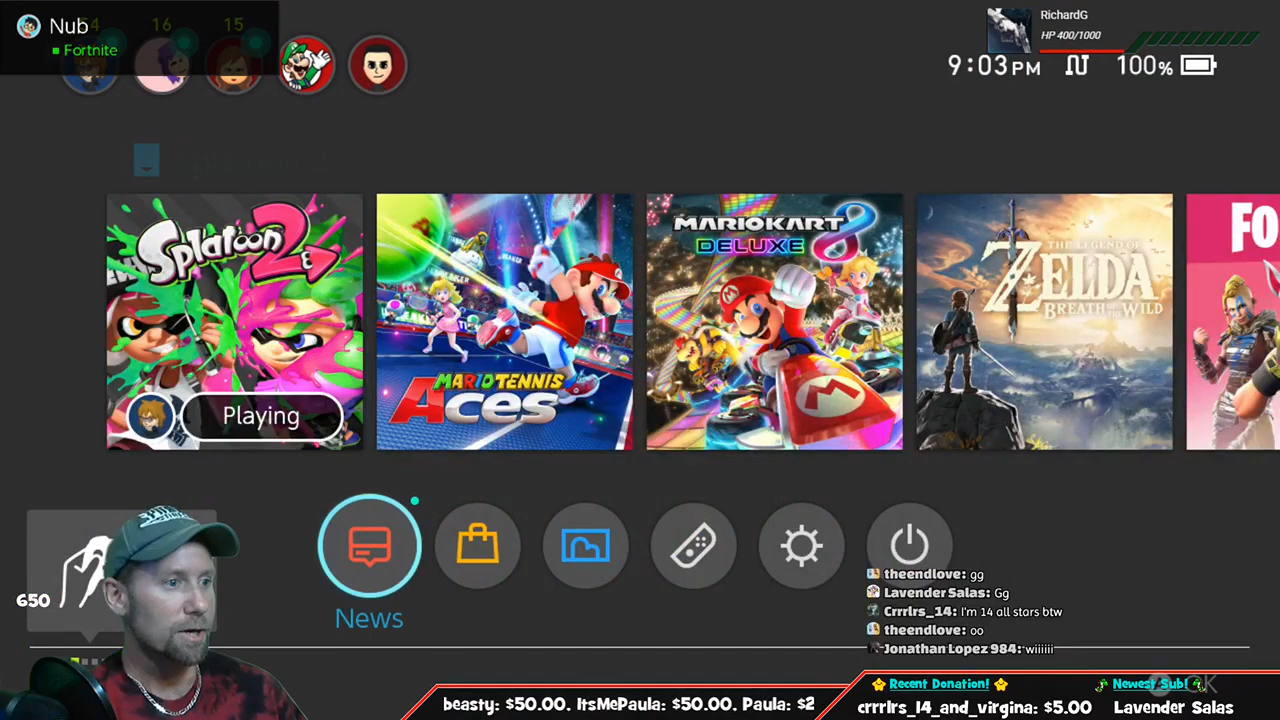 Nub
Fortnite
54
16
15
RichardG
HP 400/1000
9:03PM
100%
Splatoon 2
Playing
MARIO TENNIS
Aces
MARIOKART 8
DELUXE
THE LEGEND OF
ZELDA
BREATH OF THE WILD
FO
650
News
theendlove: gg
Lavender Salas: Gg
Crrrlrs_14: I'm 14 all stars btw
theendlove: oo
Jonathan Lopez 984: wiiiiii
beasty: $50.00. ItsMePaula: $50.00. Paula: $2
Recent Donation!
crrrlrs_14_and_virgina: $5.00
Newest Sub!
Lavender Salas
OK